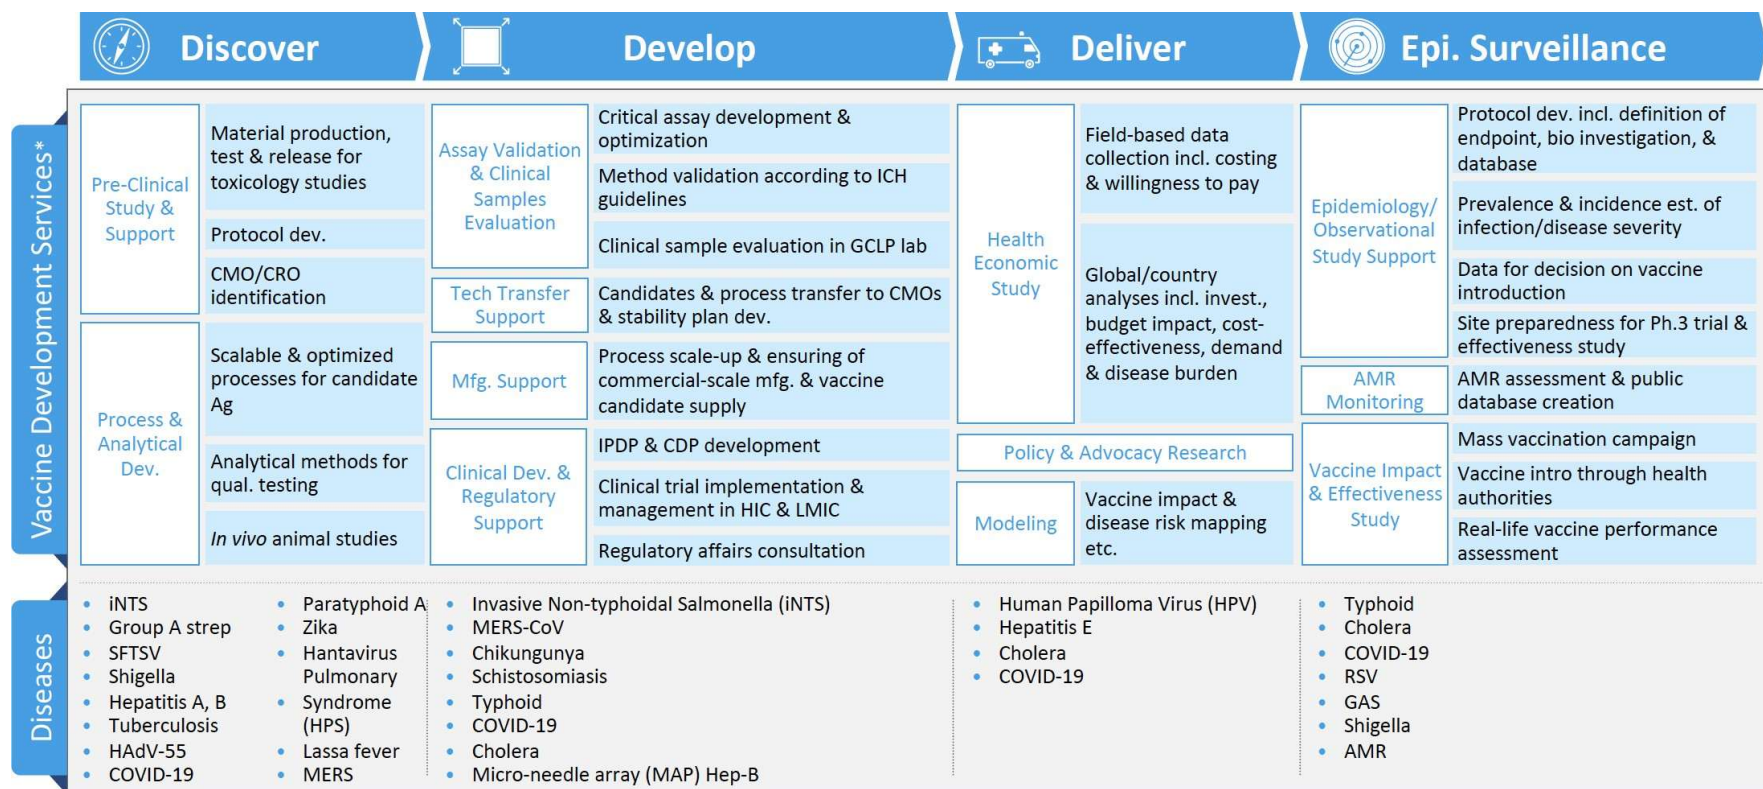 Discover
Develop
Deliver
Epi. Surveillance
Vaccine Development Services*
Pre-Clinical
Study &
Support
Material production,
test & release for
toxicology studies
Protocol dev.
CMO/CRO
identification
Process &
Analytical
Dev.
Scalable & optimized
processes for candidate
Ag
Analytical methods for
qual. testing
In vivo animal studies
Assay Validation
& Clinical
Samples
Evaluation
Critical assay development &
optimization
Method validation according to ICH
guidelines
Clinical sample evaluation in GCLP lab
Tech Transfer
Support
Candidates & process transfer to CMOs
& stability plan dev.
Mfg. Support
Process scale-up & ensuring of
commercial-scale mfg. & vaccine
candidate supply
Clinical Dev. &
Regulatory
Support
IPDP & CDP development
Clinical trial implementation &
management in HIC & LMIC
Regulatory affairs consultation
Health
Economic
Study
Field-based data
collection incl. costing
& willingness to pay
Global/country
analyses incl. invest.,
budget impact, cost-
effectiveness, demand
& disease burden
Policy & Advocacy Research
Modeling
Vaccine impact &
disease risk mapping
etc.
Epidemiology/
Observational
Study Support
Protocol dev. incl. definition of
endpoint, bio investigation, &
database
Prevalence & incidence est. of
infection/disease severity
Data for decision on vaccine
introduction
Site preparedness for Ph.3 trial &
effectiveness study
AMR
Monitoring
AMR assessment & public
database creation
Vaccine Impact
& Effectiveness
Study
Mass vaccination campaign
Vaccine intro through health
authorities
Real-life vaccine performance
assessment
Diseases
• iNTS
• Group A strep
• SFTSV
• Shigella
• Hepatitis A, B
• Tuberculosis
• HAdV-55
• COVID-19
• Paratyphoid A
• Zika
• Hantavirus
Pulmonary
• Syndrome
(HPS)
• Lassa fever
• MERS
• Invasive Non-typhoidal Salmonella (iNTS)
• MERS-CoV
• Chikungunya
• Schistosomiasis
• Typhoid
• COVID-19
• Cholera
• Micro-needle array (MAP) Hep-B
• Human Papilloma Virus (HPV)
• Hepatitis E
• Cholera
• COVID-19
• Typhoid
• Cholera
• COVID-19
• RSV
• GAS
• Shigella
• AMR